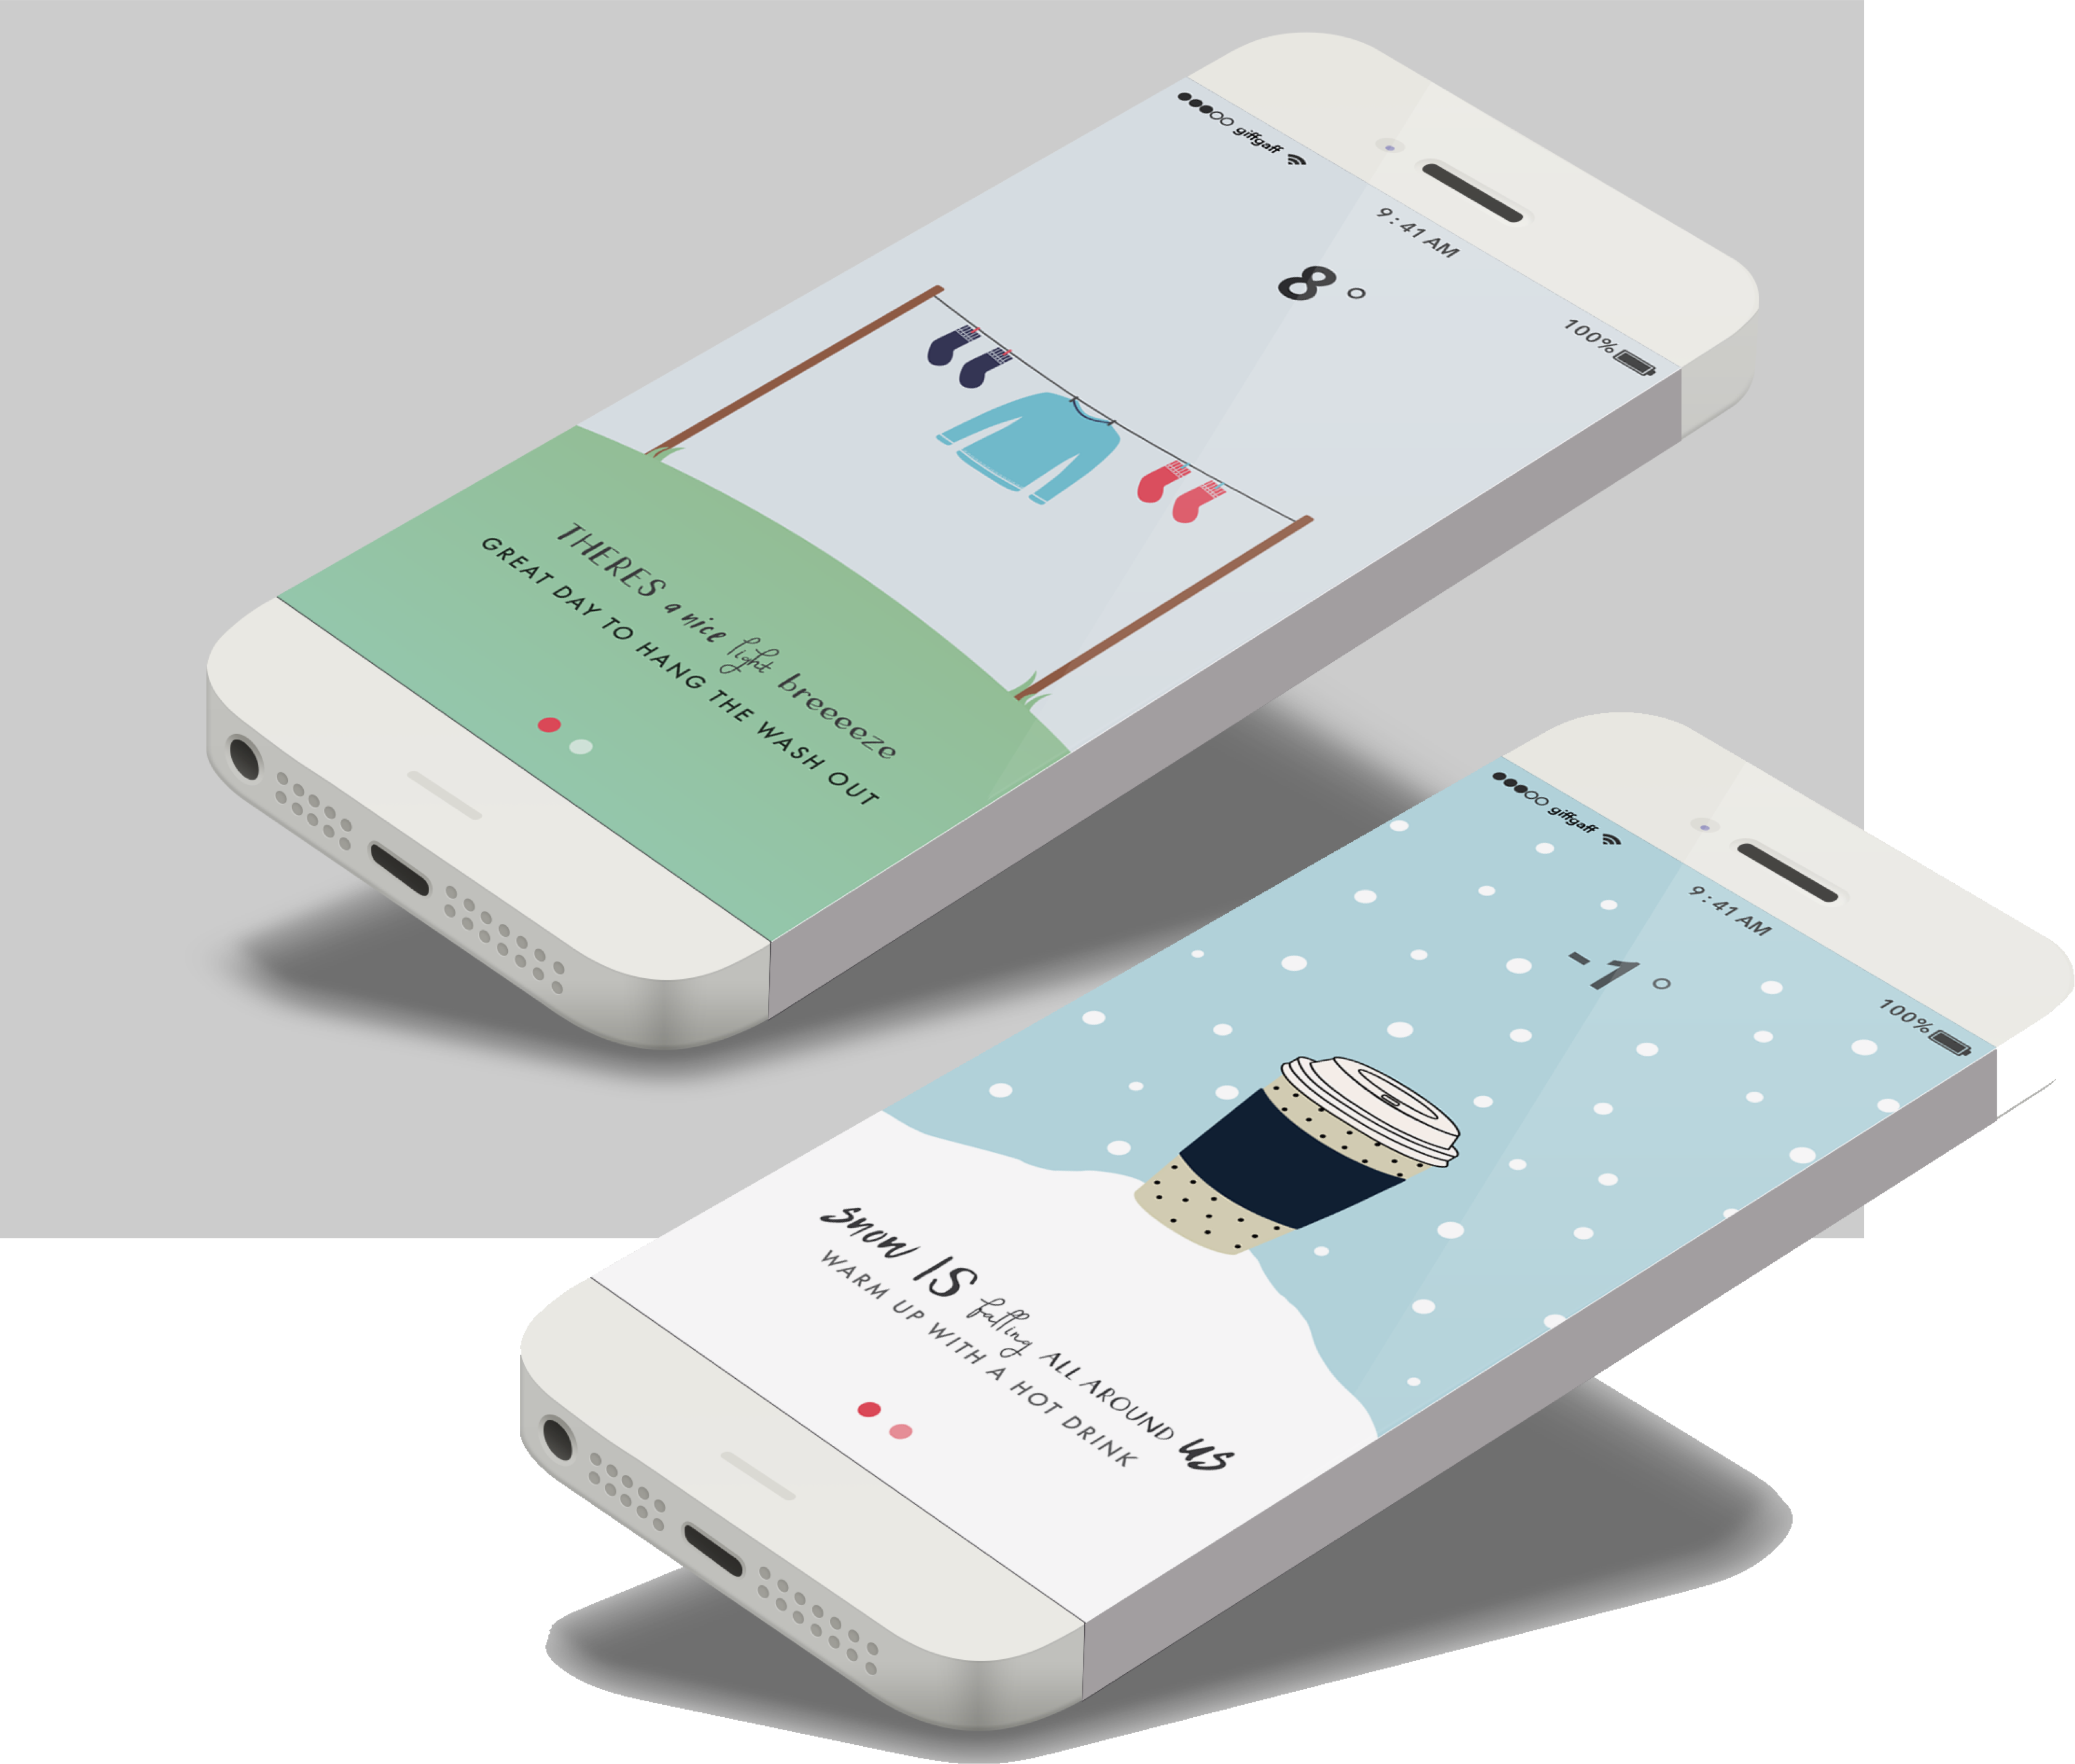 giffgaff
9:41 AM
100%
8°
THERES a nice light breeeeze
GREAT DAY TO HANG THE WASH OUT
giffgaff
9:41 AM
100%
-1°
snow IS falling ALL AROUND us
WARM UP WITH A HOT DRINK